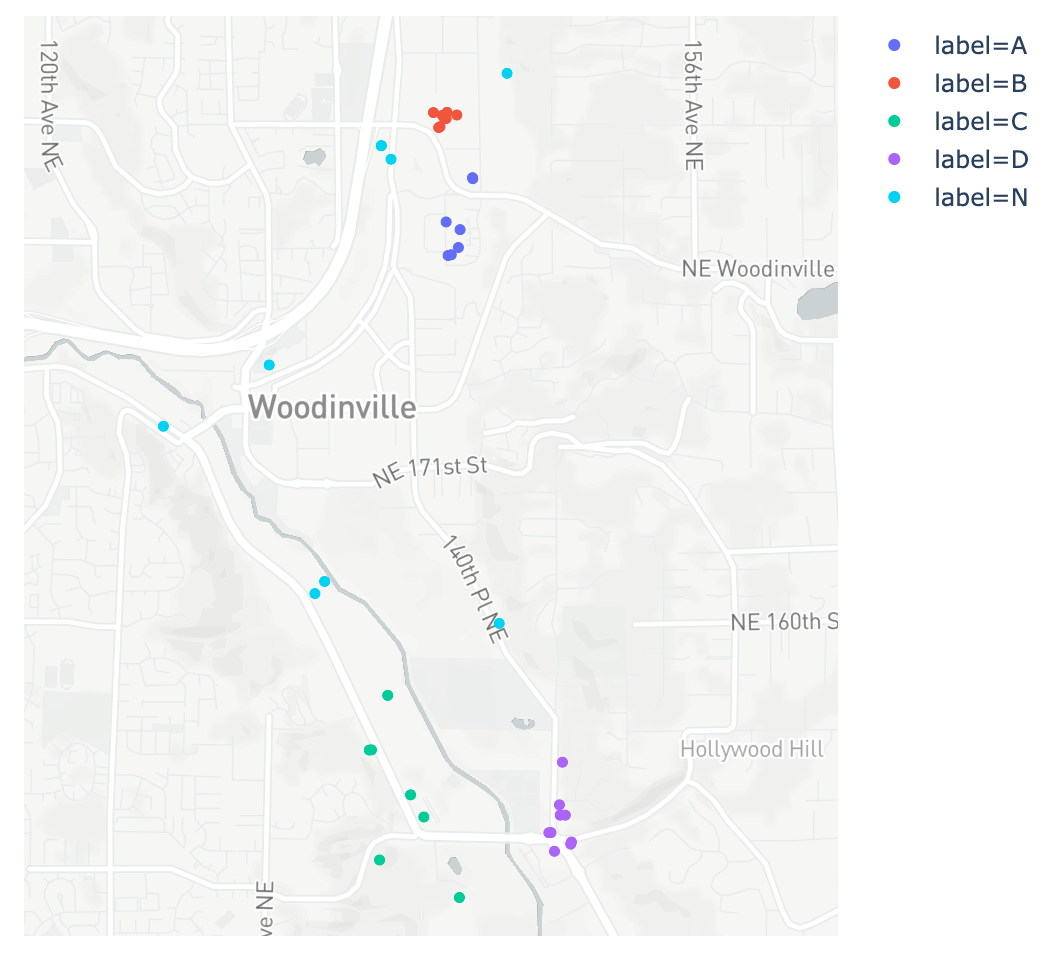 120th Ave NE
156th Ave NE
NE Woodinville
Woodinville
NE 171st St
140th Pl NE
NE 160th S
Hollywood Hill
ve NE
label=A
label=B
label=C
label=D
label=N